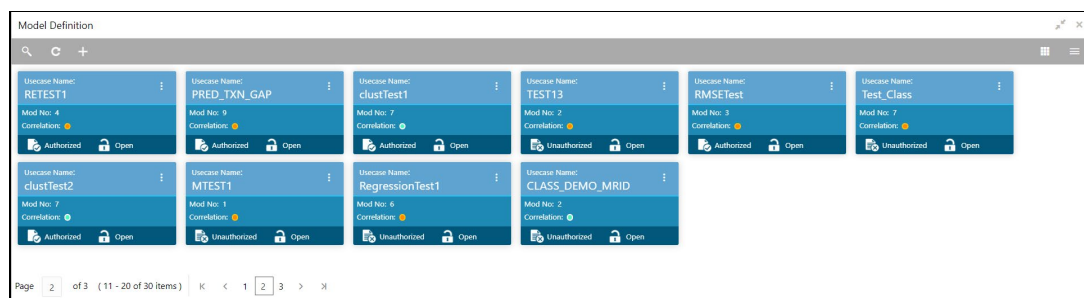 Model Definition
Usecase Name:
RETEST1
Mod No: 4
Correlation:
Authorized Open
Usecase Name:
PRED_TXN_GAP
Mod No: 9
Correlation:
Authorized Open
Usecase Name:
clustTest1
Mod No: 7
Correlation:
Authorized Open
Usecase Name:
TEST13
Mod No: 2
Correlation:
Unauthorized Open
Usecase Name:
RMSETest
Mod No: 3
Correlation:
Authorized Open
Usecase Name:
Test_Class
Mod No: 7
Correlation:
Unauthorized Open
Usecase Name:
clustTest2
Mod No: 7
Correlation:
Authorized Open
Usecase Name:
MTEST1
Mod No: 1
Correlation:
Unauthorized Open
Usecase Name:
RegressionTest1
Mod No: 6
Correlation:
Unauthorized Open
Usecase Name:
CLASS_DEMO_MRID
Mod No: 2
Correlation:
Unauthorized Open
Page 2 of 3 ( 11 - 20 of 30 items ) 1 2 3